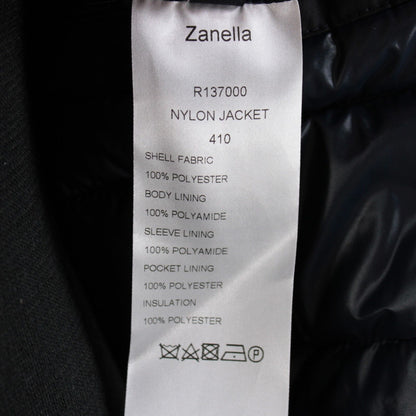 Zanella
R137000
NYLON JACKET
410
SHELL FABRIC
100% POLYESTER
BODY LINING
100% POLYAMIDE
SLEEVE LINING
100% POLYAMIDE
POCKET LINING
100% POLYESTER
INSULATION
100% POLYESTER
P